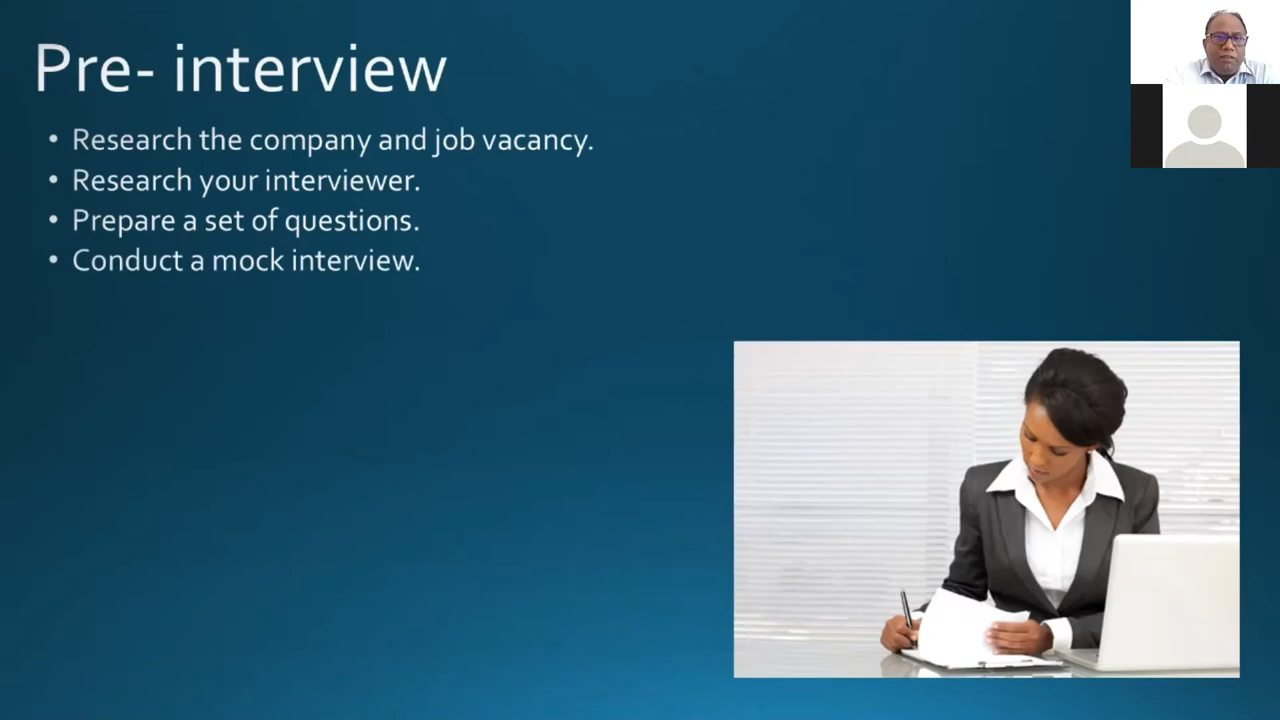 Pre- interview
• Research the company and job vacancy.
• Research your interviewer.
• Prepare a set of questions.
• Conduct a mock interview.